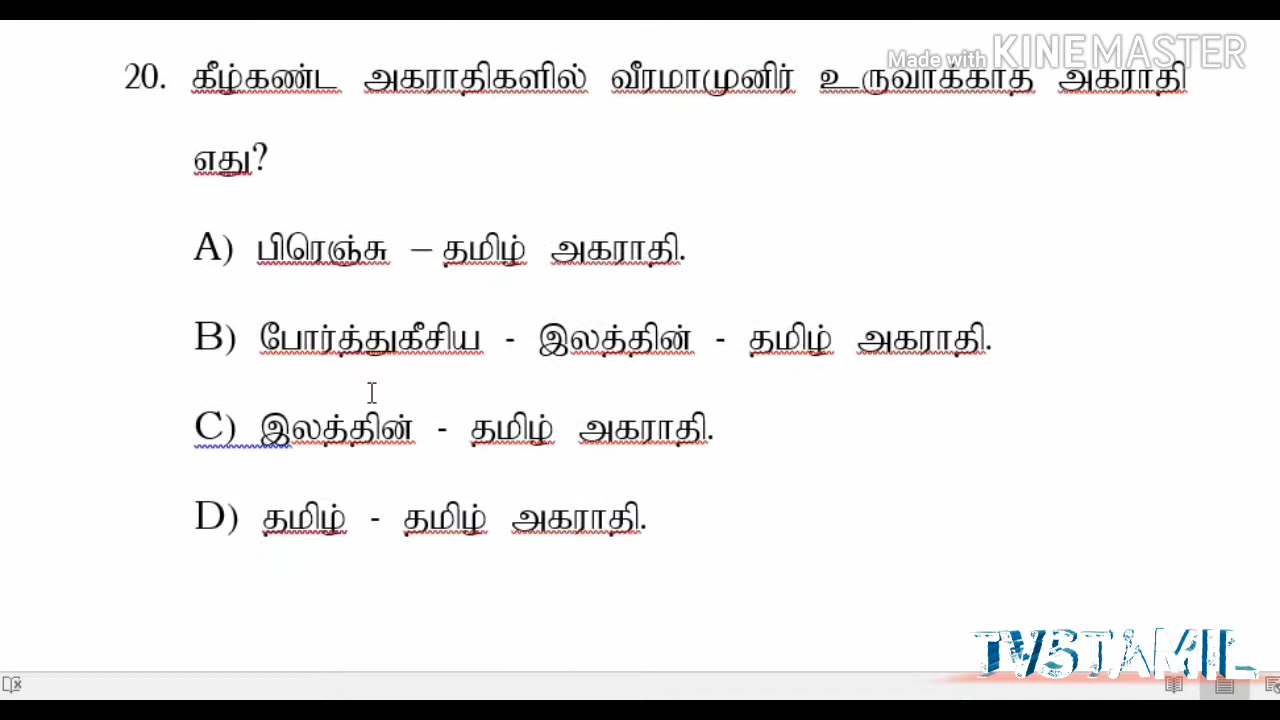 Made with KINEMASTER
20. கீழ்கண்ட அகராதிகளில் வீரமாமுனிர் உருவாக்காத அகராதி
எது?
A) பிரெஞ்சு – தமிழ் அகராதி.
B) போர்த்துகீசிய - இலத்தின் - தமிழ் அகராதி.
C) இலத்தின் - தமிழ் அகராதி.
D) தமிழ் - தமிழ் அகராதி.
TVSTAMIL